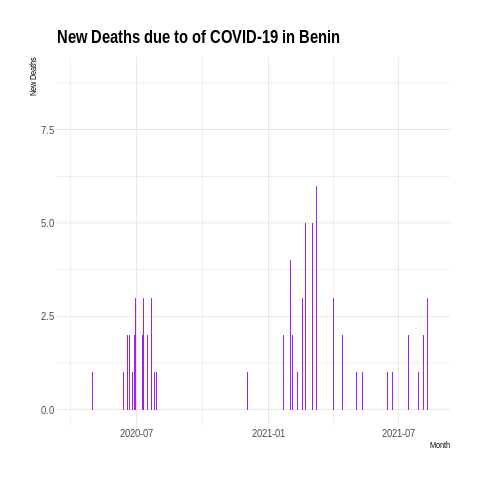 New Deaths due to of COVID-19 in Benin
New Deaths
7.5
5.0
2.5
0.0
2020-07
2021-01
2021-07
Month